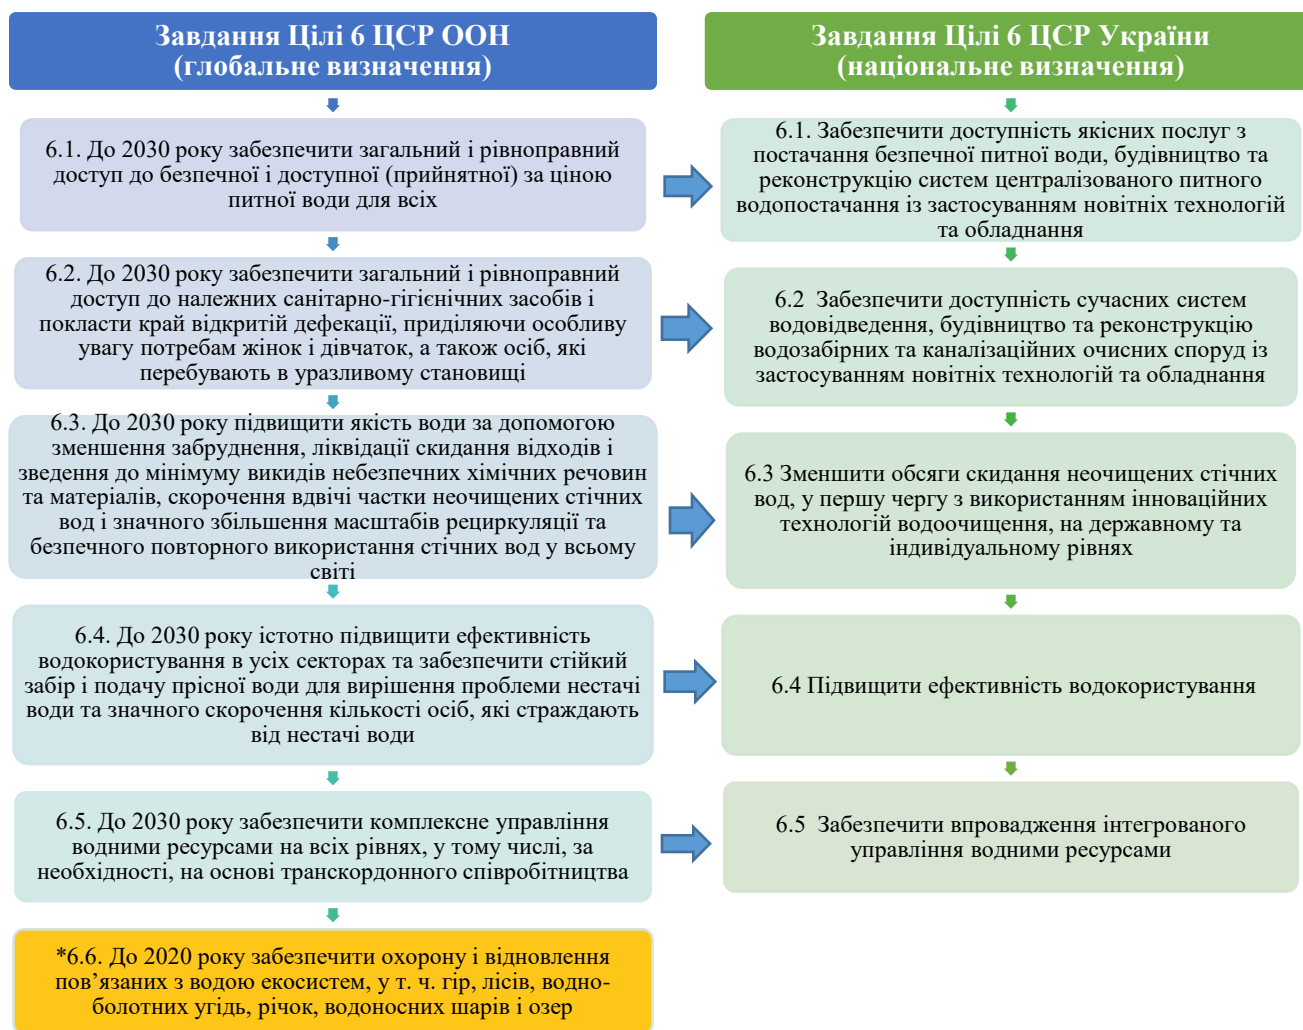 Завдання Цілі 6 ЦСР ООН
(глобальне визначення)
6.1. До 2030 року забезпечити загальний і рівноправний
доступ до безпечної і доступної (прийнятної) за ціною
питної води для всіх
6.2. До 2030 року забезпечити загальний і рівноправний
доступ до належних санітарно-гігієнічних засобів і
покласти край відкритій дефекації, приділяючи особливу
увагу потребам жінок і дівчаток, а також осіб, які
перебувають в уразливому становищі
6.3. До 2030 року підвищити якість води за допомогою
зменшення забруднення, ліквідації скидання відходів і
зведення до мінімуму викидів небезпечних хімічних речовин
та матеріалів, скорочення вдвічі частки неочищених стічних
вод і значного збільшення масштабів рециркуляції та
безпечного повторного використання стічних вод у всьому
світі
6.4. До 2030 року істотно підвищити ефективність
водокористування в усіх секторах та забезпечити стійкий
забір і подачу прісної води для вирішення проблеми нестачі
води та значного скорочення кількості осіб, які страждають
від нестачі води
6.5. До 2030 року забезпечити комплексне управління
водними ресурсами на всіх рівнях, у тому числі, за
необхідності, на основі транскордонного співробітництва
*6.6. До 2020 року забезпечити охорону і відновлення
пов’язаних з водою екосистем, у т. ч. гір, лісів, водно-
болотних угідь, річок, водоносних шарів і озер
Завдання Цілі 6 ЦСР України
(національне визначення)
6.1. Забезпечити доступність якісних послуг з
постачання безпечної питної води, будівництво та
реконструкцію систем централізованого питного
водопостачання із застосуванням новітніх технологій
та обладнання
6.2 Забезпечити доступність сучасних систем
водовідведення, будівництво та реконструкцію
водозабірних та каналізаційних очисних споруд із
застосуванням новітніх технологій та обладнання
6.3 Зменшити обсяги скидання неочищених стічних
вод, у першу чергу з використанням інноваційних
технологій водоочищення, на державному та
індивідуальному рівнях
6.4 Підвищити ефективність водокористування
6.5 Забезпечити впровадження інтегрованого
управління водними ресурсами